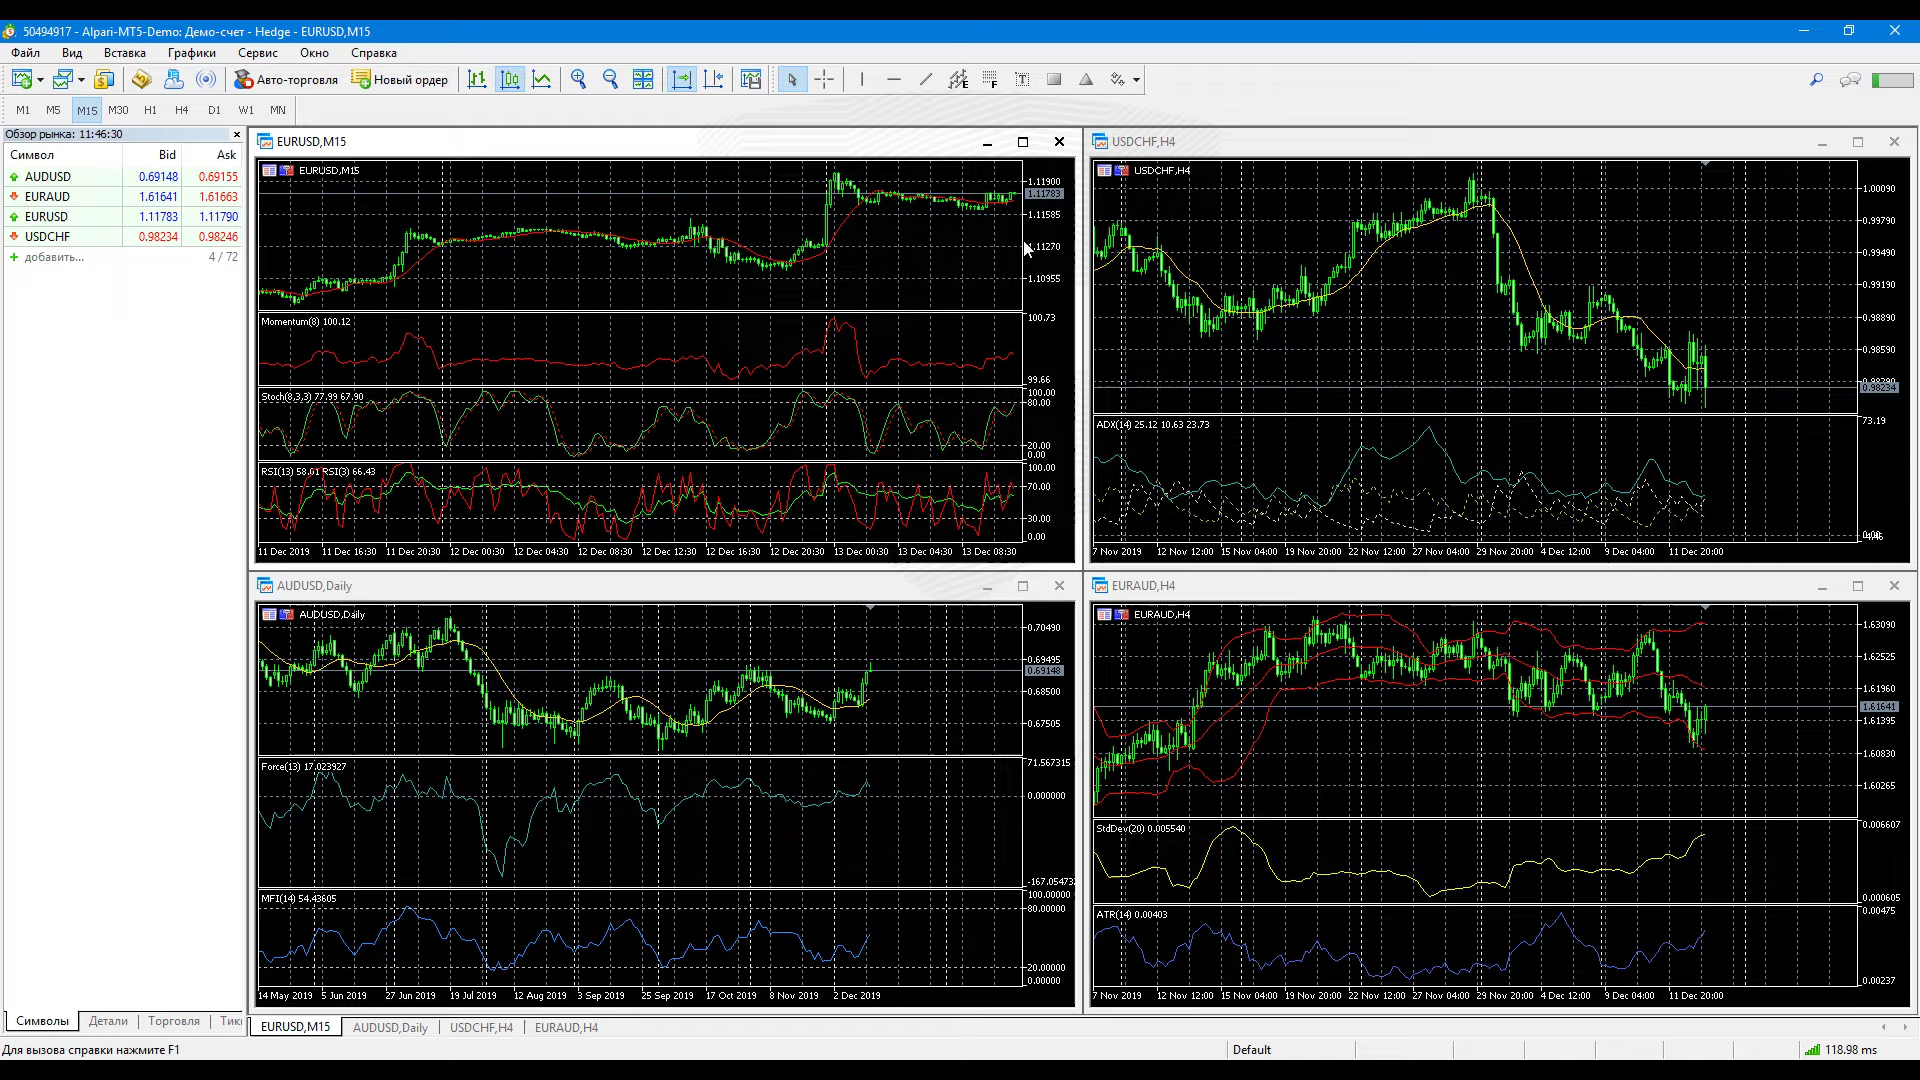 50494917 - Alpari-MT5-Demo: Демо-счет - Hedge - EURUSD,M15
Файл Вид Вставка Графики Сервис Окно Справка
Авто-торговля Новый ордер
M1 M5 M15 M30 H1 H4 D1 W1 MN
Обзор рынка: 11:46:30
Символ Bid Ask
AUDUSD 0.69148 0.69155
EURAUD 1.61641 1.61663
EURUSD 1.11783 1.11790
USDCHF 0.98234 0.98246
добавить... 4 / 72
EURUSD,M15
EURUSD,M15
1.11900
1.11783
1.11585
1.11270
1.10955
Momentum(8) 100.12
100.73
99.66
Stoch(8,3,3) 77.99 67.90
100.00
80.00
20.00
0.00
RSI(13) 58.01 RSI(3) 66.43
100.00
70.00
30.00
0.00
11 Dec 2019 11 Dec 16:30 11 Dec 20:30 12 Dec 00:30 12 Dec 04:30 12 Dec 08:30 12 Dec 12:30 12 Dec 16:30 12 Dec 20:30 13 Dec 00:30 13 Dec 04:30 13 Dec 08:30
USDCHF,H4
USDCHF,H4
1.00090
0.99790
0.99490
0.99190
0.98890
0.98590
0.98234
ADX(14) 25.12 10.63 23.73
73.19
7 Nov 2019 12 Nov 12:00 15 Nov 04:00 19 Nov 20:00 22 Nov 12:00 27 Nov 04:00 29 Nov 20:00 4 Dec 12:00 9 Dec 04:00 11 Dec 20:00
AUDUSD,Daily
AUDUSD,Daily
0.70490
0.69495
0.69148
0.68500
0.67505
Force(13) 17.023927
71.567315
0.000000
-167.054732
MFI(14) 54.43605
100.00000
80.00000
20.00000
0.00000
14 May 2019 5 Jun 2019 27 Jun 2019 19 Jul 2019 12 Aug 2019 3 Sep 2019 25 Sep 2019 17 Oct 2019 8 Nov 2019 2 Dec 2019
EURAUD,H4
EURAUD,H4
1.63090
1.62525
1.61960
1.61641
1.61395
1.60830
1.60265
StdDev(20) 0.005540
0.006607
0.000605
ATR(14) 0.00403
0.00475
0.00237
7 Nov 2019 12 Nov 12:00 15 Nov 04:00 19 Nov 20:00 22 Nov 12:00 27 Nov 04:00 29 Nov 20:00 4 Dec 12:00 9 Dec 04:00 11 Dec 20:00
Символы Детали Торговля
EURUSD,M15 AUDUSD,Daily USDCHF,H4 EURAUD,H4
Для вызова справки нажмите F1
Default
118.98 ms